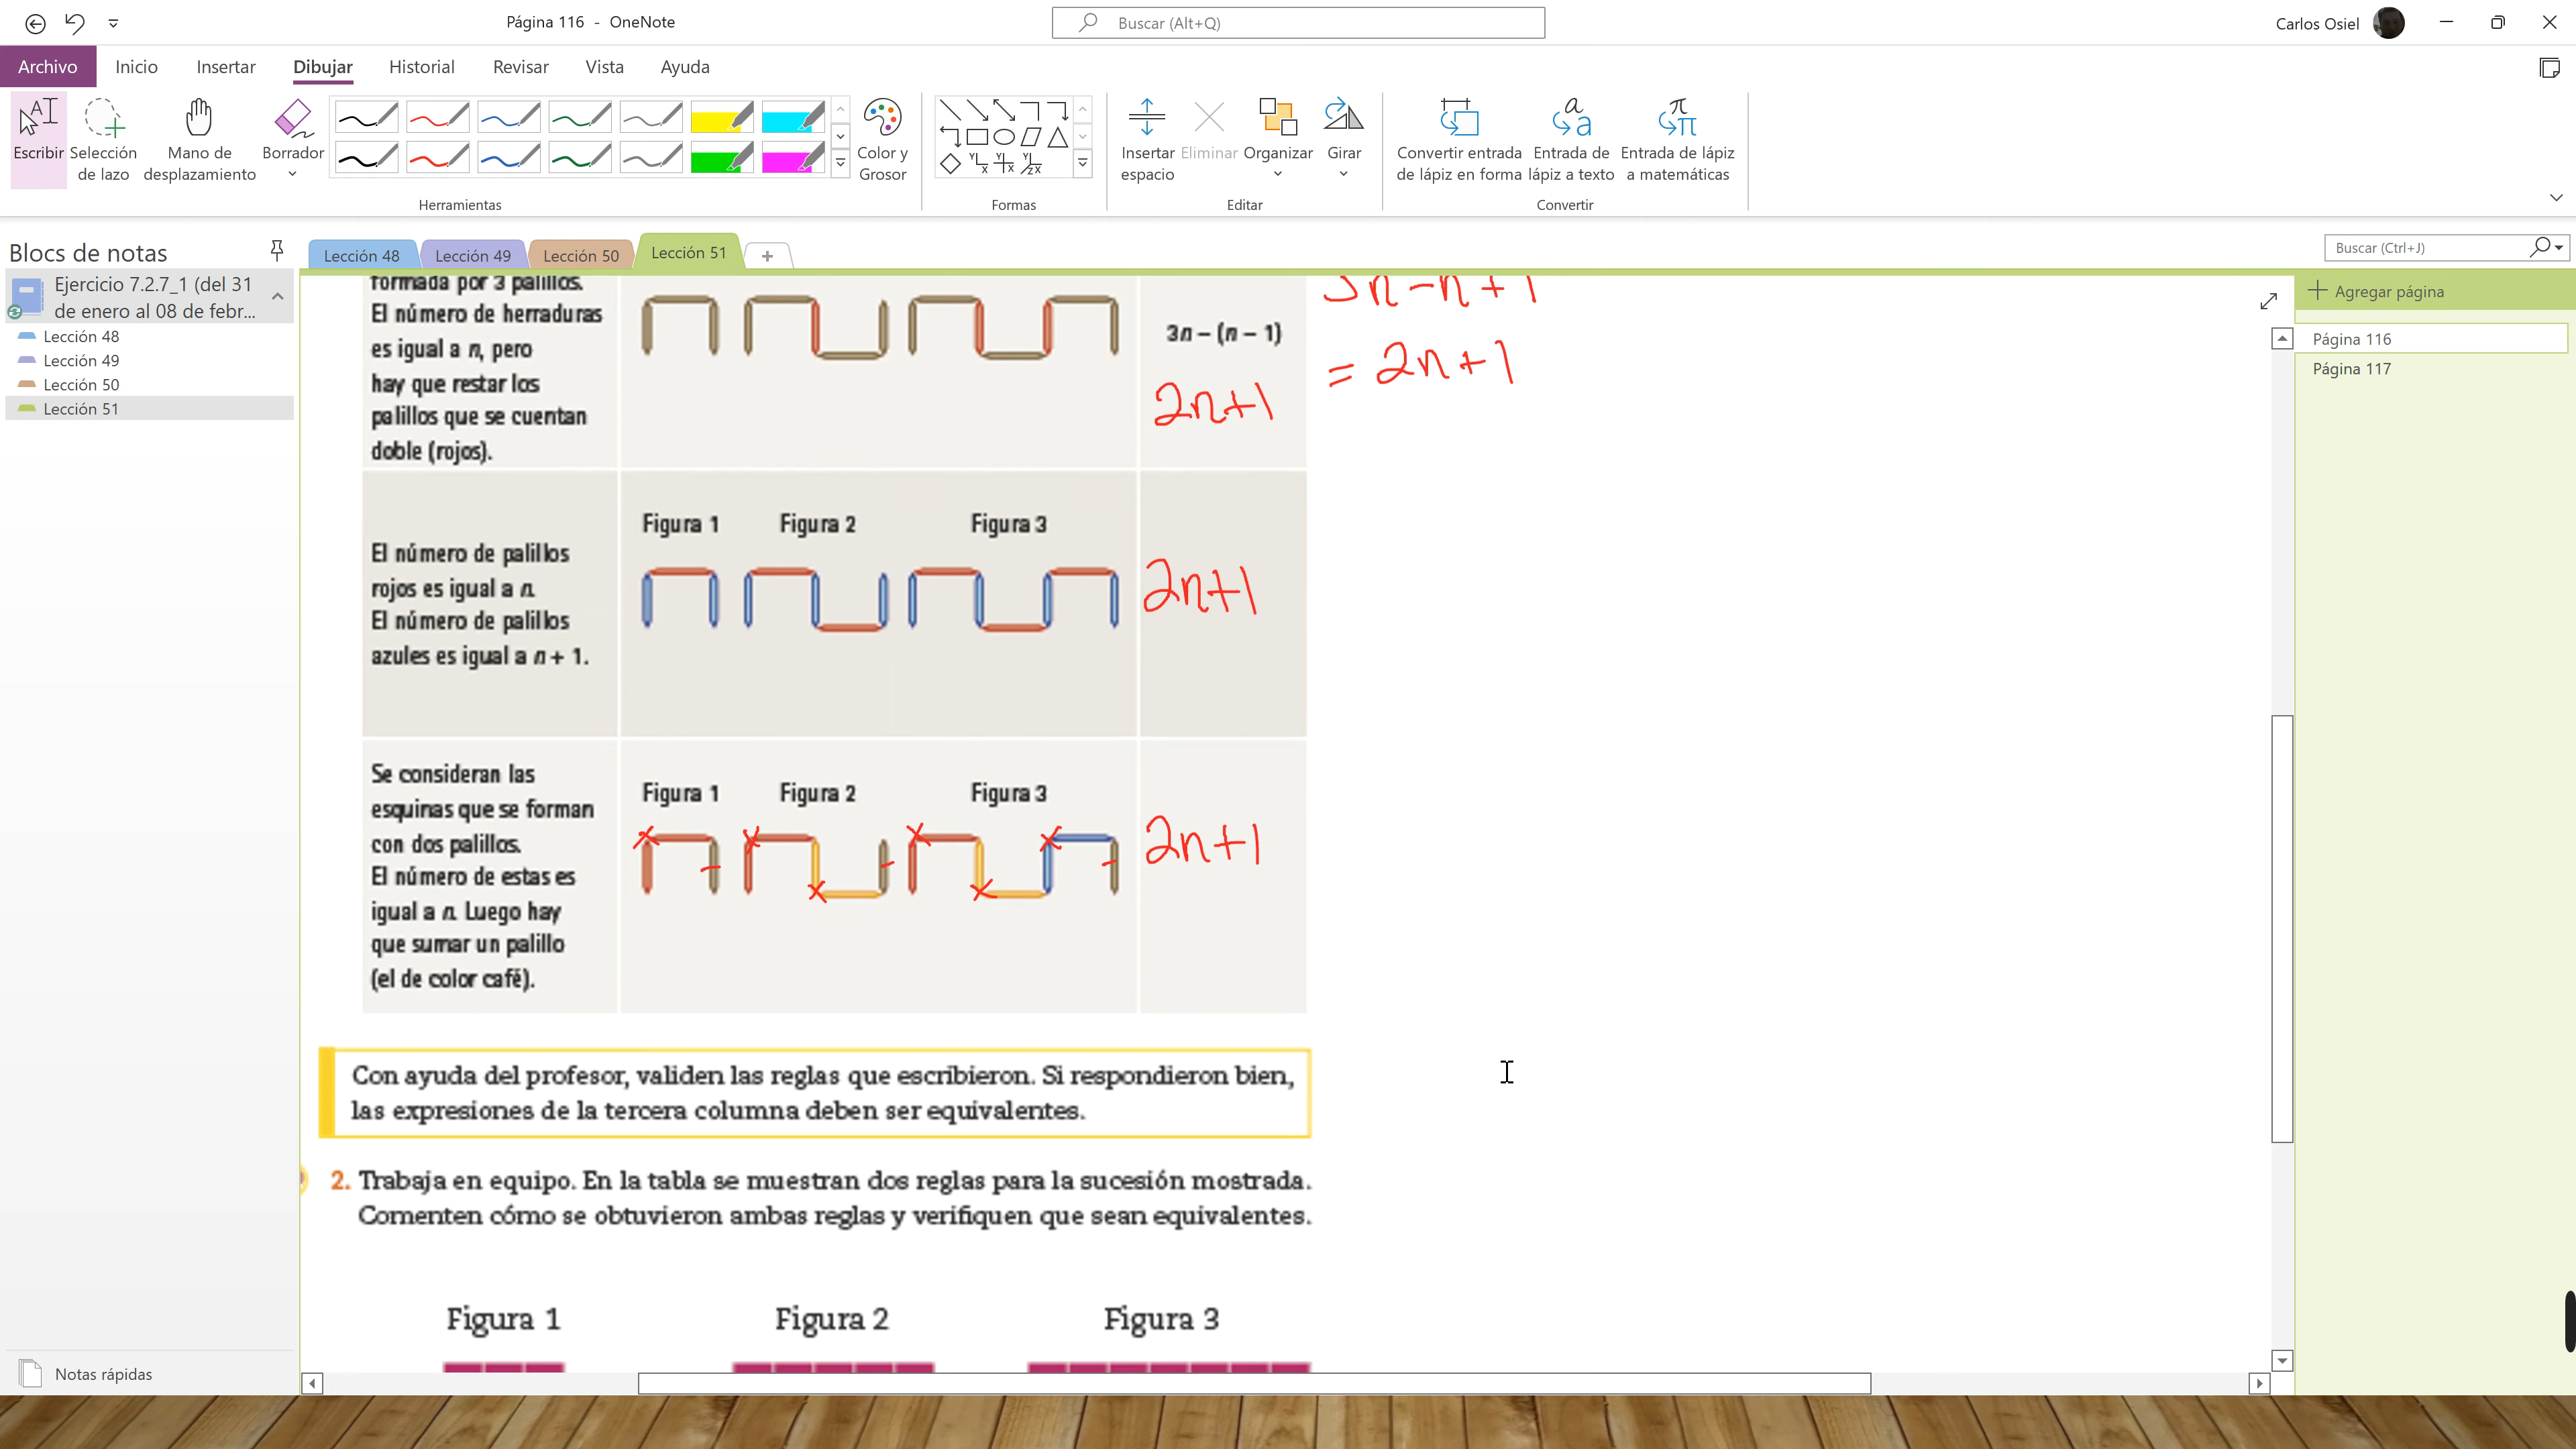 Página 116 - OneNote
Buscar (Alt+Q)
Carlos Osiel
Archivo
Inicio
Insertar
Dibujar
Historial
Revisar
Vista
Ayuda
Escribir
Selección de lazo
Mano de desplazamiento
Borrador
Color y Grosor
Herramientas
Formas
Insertar espacio
Eliminar
Organizar
Girar
Editar
Convertir entrada de lápiz en forma
Entrada de lápiz a texto
Entrada de lápiz a matemáticas
Convertir
Blocs de notas
Ejercicio 7.2.7_1 (del 31
de enero al 08 de febr...
Lección 48
Lección 49
Lección 50
Lección 51
Notas rápidas
Lección 48
Lección 49
Lección 50
Lección 51
Buscar (Ctrl+J)
Agregar página
Página 116
Página 117
formada por 3 palillos.
El número de herraduras
es igual a n, pero
hay que restar los
palillos que se cuentan
doble (rojos).
3n – (n – 1)
2n+1
3n-n+1
= 2n+1
El número de palillos
rojos es igual a n.
El número de palillos
azules es igual a n + 1.
Figura 1 Figura 2 Figura 3
2n+1
Se consideran las
esquinas que se forman
con dos palillos.
El número de estas es
igual a n. Luego hay
que sumar un palillo
(el de color café).
Figura 1 Figura 2 Figura 3
2n+1
Con ayuda del profesor, validen las reglas que escribieron. Si respondieron bien,
las expresiones de la tercera columna deben ser equivalentes.
2. Trabaja en equipo. En la tabla se muestran dos reglas para la sucesión mostrada.
Comenten cómo se obtuvieron ambas reglas y verifiquen que sean equivalentes.
Figura 1 Figura 2 Figura 3